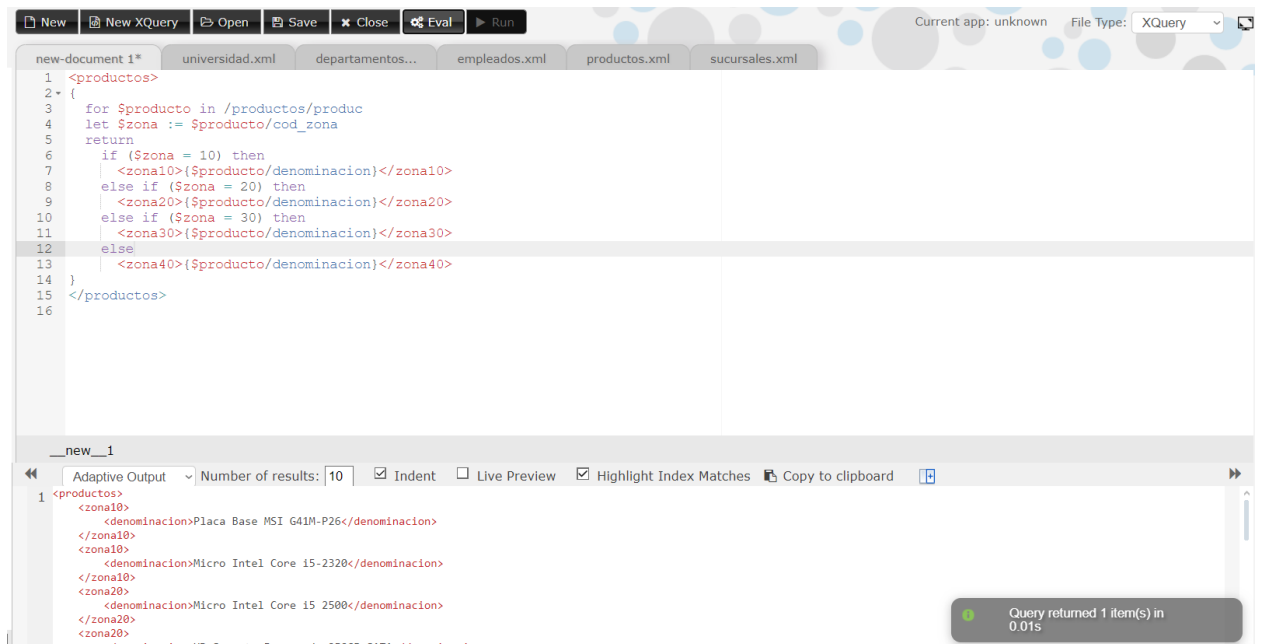 New New XQuery Open Save Close Eval Run Current app: unknown File Type: XQuery
new-document 1* universidad.xml departamentos... empleados.xml productos.xml sucursales.xml
1 <productos>
2 {
3 for $producto in /productos/produc
4 let $zona := $producto/cod_zona
5 return
6 if ($zona = 10) then
7 <zona10>{$producto/denominacion}</zona10>
8 else if ($zona = 20) then
9 <zona20>{$producto/denominacion}</zona20>
10 else if ($zona = 30) then
11 <zona30>{$producto/denominacion}</zona30>
12 else
13 <zona40>{$producto/denominacion}</zona40>
14 }
15 </productos>
16
__new__1
Adaptive Output Number of results: 10 Indent Live Preview Highlight Index Matches Copy to clipboard
1 <productos>
<zona10>
<denominacion>Placa Base MSI G41M-P26</denominacion>
</zona10>
<zona10>
<denominacion>Micro Intel Core i5-2320</denominacion>
</zona10>
<zona20>
<denominacion>Micro Intel Core i5 2500</denominacion>
</zona20>
<zona20>
Query returned 1 item(s) in
0.01s